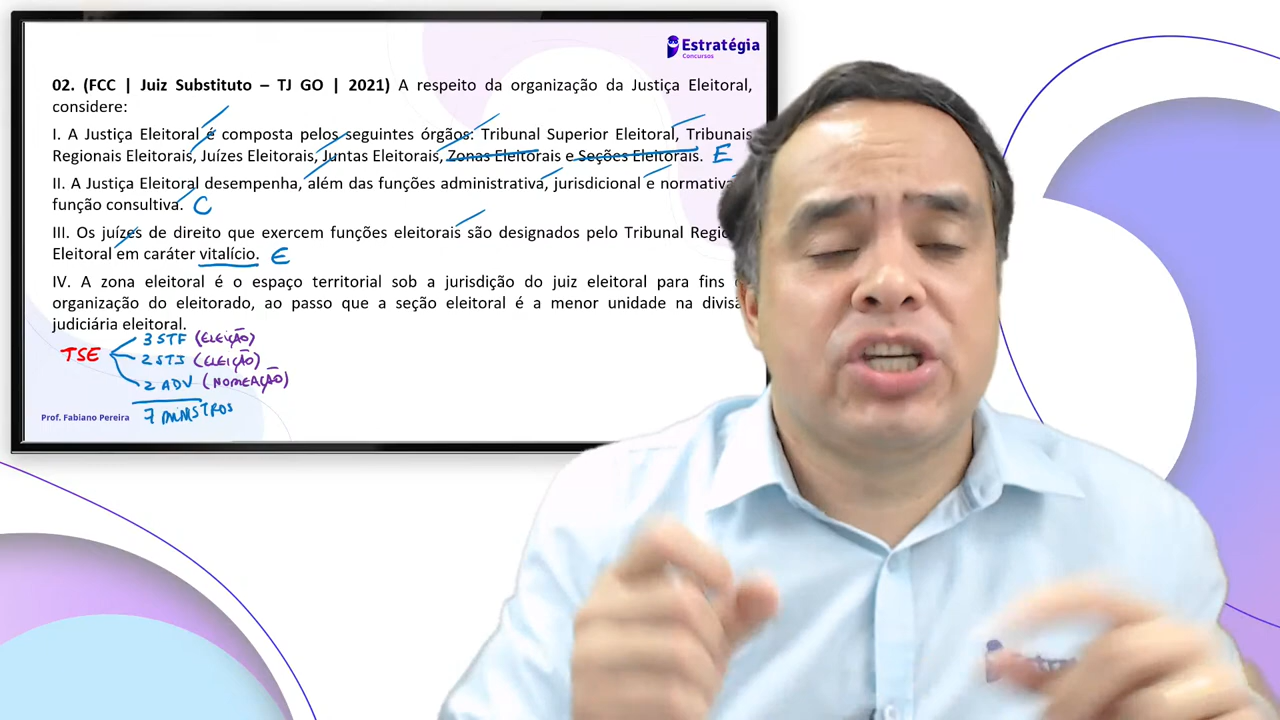 Estratégia
Concursos
02. (FCC | Juiz Substituto – TJ GO | 2021) A respeito da organização da Justiça Eleitoral,
considere:
I. A Justiça Eleitoral é composta pelos seguintes órgãos: Tribunal Superior Eleitoral, Tribunais
Regionais Eleitorais, Juízes Eleitorais, Juntas Eleitorais, Zonas Eleitorais e Seções Eleitorais. E
II. A Justiça Eleitoral desempenha, além das funções administrativa, jurisdicional e normativa
função consultiva. C
III. Os juízes de direito que exercem funções eleitorais são designados pelo Tribunal Regio
Eleitoral em caráter vitalício. E
IV. A zona eleitoral é o espaço territorial sob a jurisdição do juiz eleitoral para fins
organização do eleitorado, ao passo que a seção eleitoral é a menor unidade na divisã
judiciária eleitoral.
3 STF (ELEIÇÃO)
TSE 2 STJ (ELEIÇÃO)
2 ADV (NOMEAÇÃO)
Prof. Fabiano Pereira 7 MINISTROS